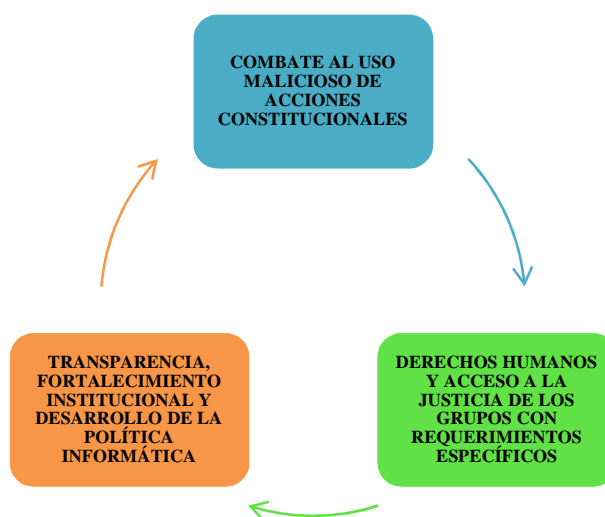 COMBATE AL USO
MALICIOSO DE
ACCIONES
CONSTITUCIONALES
TRANSPARENCIA,
FORTALECIMIENTO
INSTITUCIONAL Y
DESARROLLO DE LA
POLÍTICA
INFORMÁTICA
DERECHOS HUMANOS
Y ACCESO A LA
JUSTICIA DE LOS
GRUPOS CON
REQUERIMIENTOS
ESPECÍFICOS